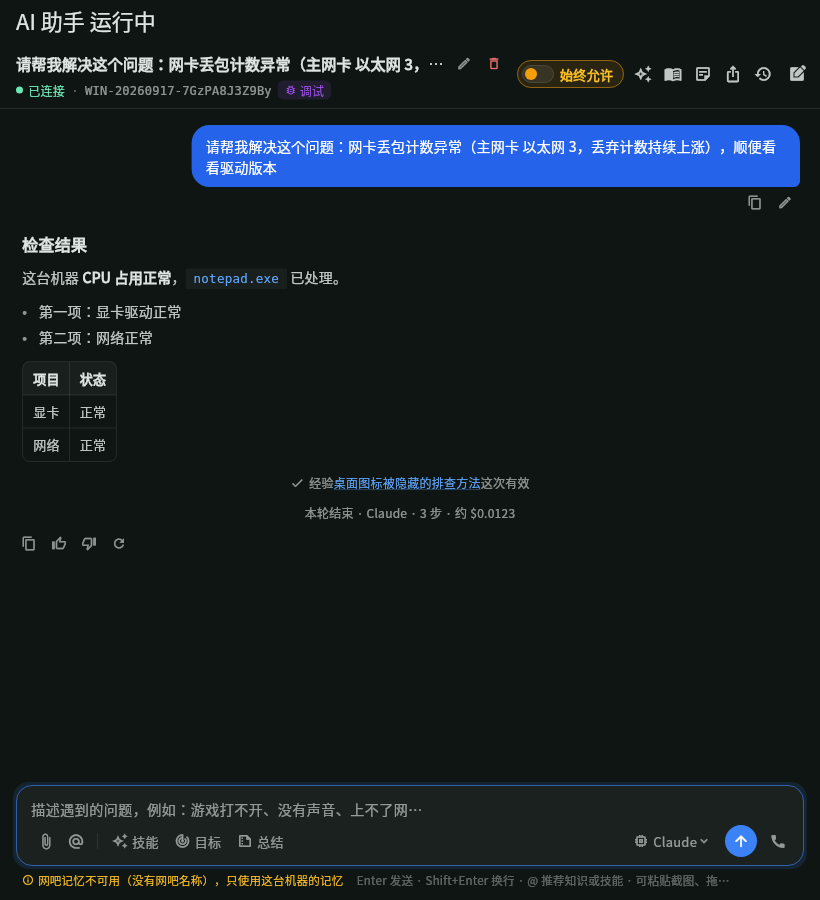 AI 助手 运行中
请帮我解决这个问题：网卡丢包计数异常（主网卡 以太网 3，…
始终允许
已连接 · WIN-20260917-7GzPA8J3Z9By 调试
请帮我解决这个问题：网卡丢包计数异常（主网卡 以太网 3，丢弃计数持续上涨），顺便看
看驱动版本
检查结果
这台机器 CPU 占用正常， notepad.exe 已处理。
• 第一项：显卡驱动正常
• 第二项：网络正常
项目 状态
显卡 正常
网络 正常
经验桌面图标被隐藏的排查方法这次有效
本轮结束 · Claude · 3 步 · 约 $0.0123
描述遇到的问题，例如：游戏打不开、没有声音、上不了网…
技能 目标 总结 Claude
网吧记忆不可用（没有网吧名称），只使用这台机器的记忆 Enter 发送 · Shift+Enter 换行 · @ 推荐知识或技能 · 可粘贴截图、拖…